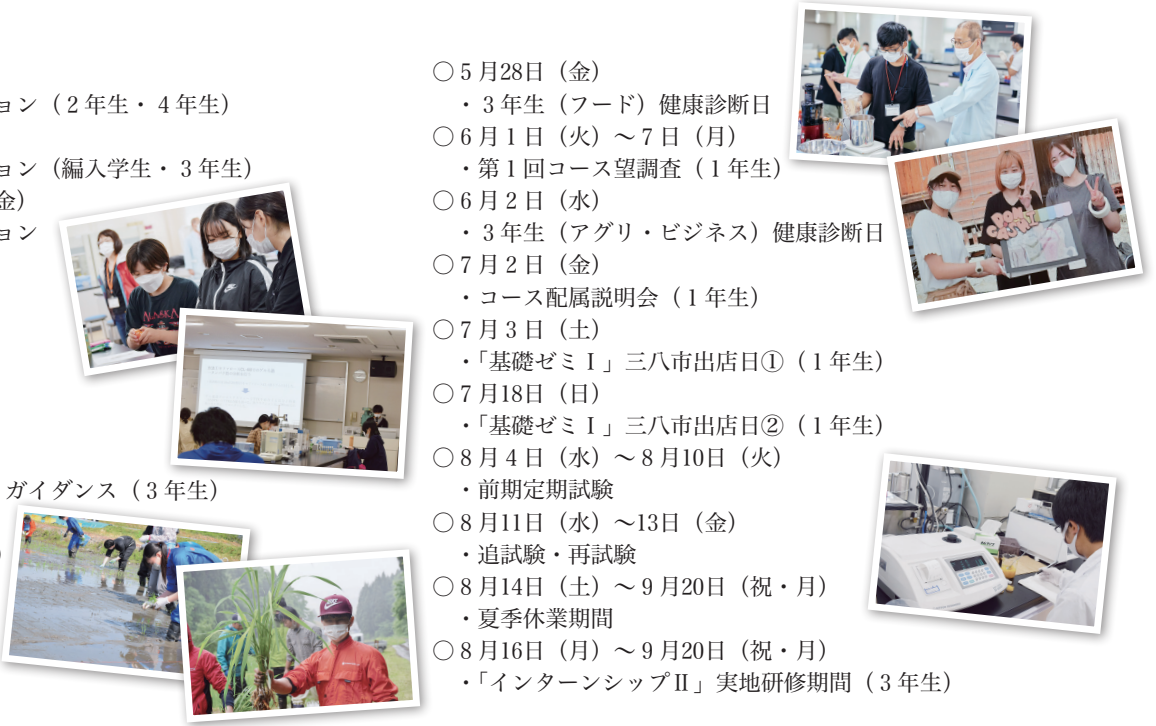 ョン（２年生・４年生）
ョン（編入学生・３年生）
金）
ョン
ガイダンス（３年生）
）
〇５月28日（金）
・３年生（フード）健康診断日
〇６月１日（火）～７日（月）
・第１回コース望調査（１年生）
〇６月２日（水）
・３年生（アグリ・ビジネス）健康診断日
〇７月２日（金）
・コース配属説明会（１年生）
〇７月３日（土）
・「基礎ゼミⅠ」三八市出店日①（１年生）
〇７月18日（日）
・「基礎ゼミⅠ」三八市出店日②（１年生）
〇８月４日（水）～８月10日（火）
・前期定期試験
〇８月11日（水）～13日（金）
・追試験・再試験
〇８月14日（土）～９月20日（祝・月）
・夏季休業期間
〇８月16日（月）～９月20日（祝・月）
・「インターンシップⅡ」実地研修期間（３年生）